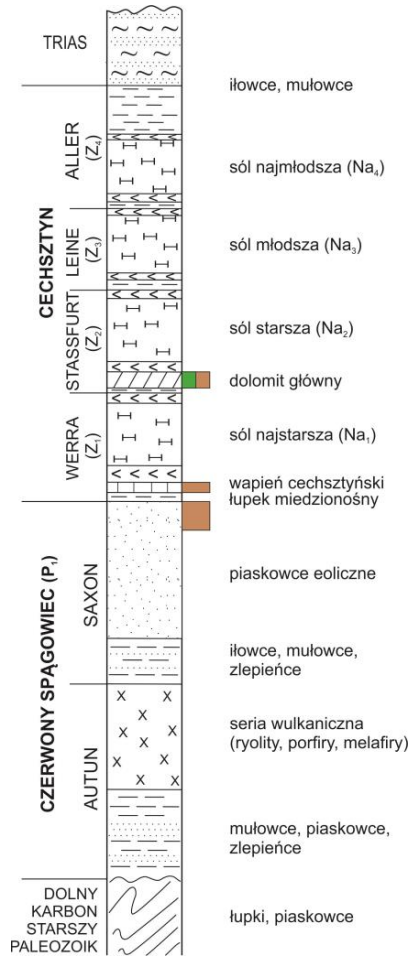 TRIAS
iłowce, mułowce
CECHSZTYN
ALLER
(Z₄)
sól najmłodsza (Na₄)
LEINE
(Z₃)
sól młodsza (Na₃)
STASSFURT
(Z₂)
sól starsza (Na₂)
dolomit główny
WERRA
(Z₁)
sól najstarsza (Na₁)
wapień cechsztyński
łupek miedzionośny
CZERWONY SPĄGOWIEC (P₁)
SAXON
piaskowce eoliczne
iłowce, mułowce,
zlepieńce
AUTUN
seria wulkaniczna
(ryolity, porfiry, melafiry)
mułowce, piaskowce,
zlepieńce
DOLNY
KARBON
STARSZY
PALEOZOIK
łupki, piaskowce